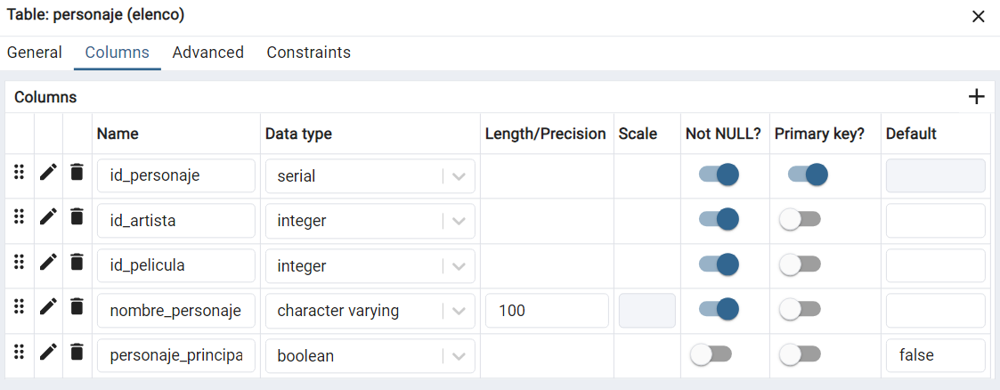 Table: personaje (elenco)
General Columns Advanced Constraints
Columns
Name Data type Length/Precision Scale Not NULL? Primary key? Default
id_personaje serial
id_artista integer
id_pelicula integer
nombre_personaje character varying 100
personaje_principa boolean false